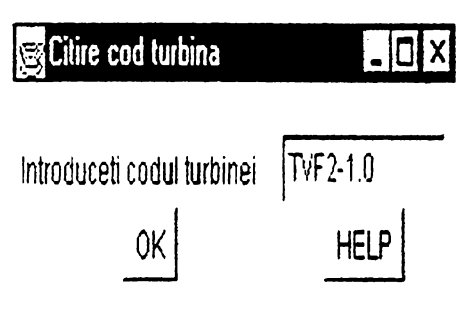 Citire cod turbina
Introduceti codul turbinei TVF2-1.0
OK HELP